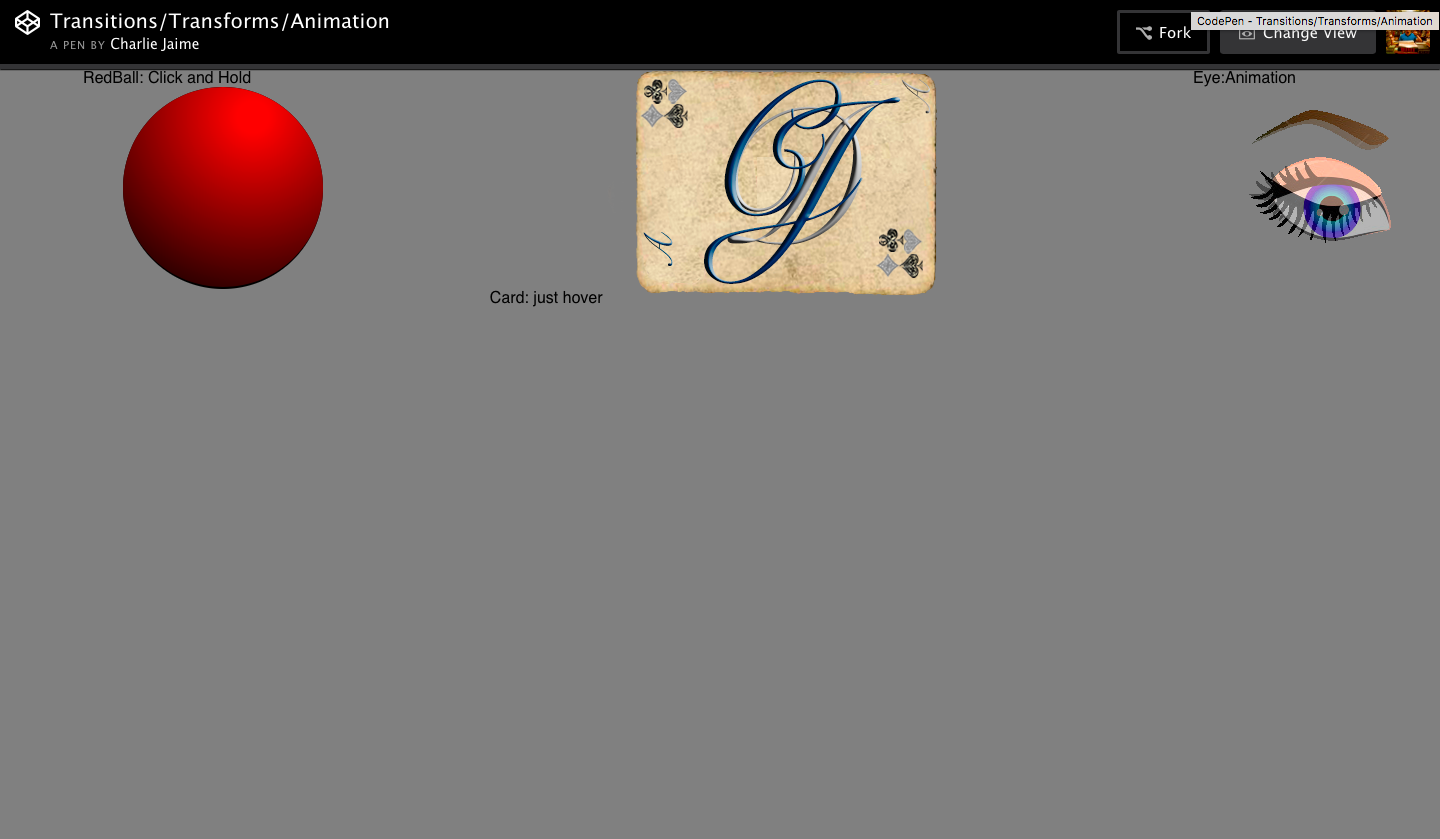 Transitions/Transforms/Animation
A PEN BY Charlie Jaime
Fork
Change View
CodePen - Transitions/Transforms/Animation
RedBall: Click and Hold
Card: just hover
Eye:Animation